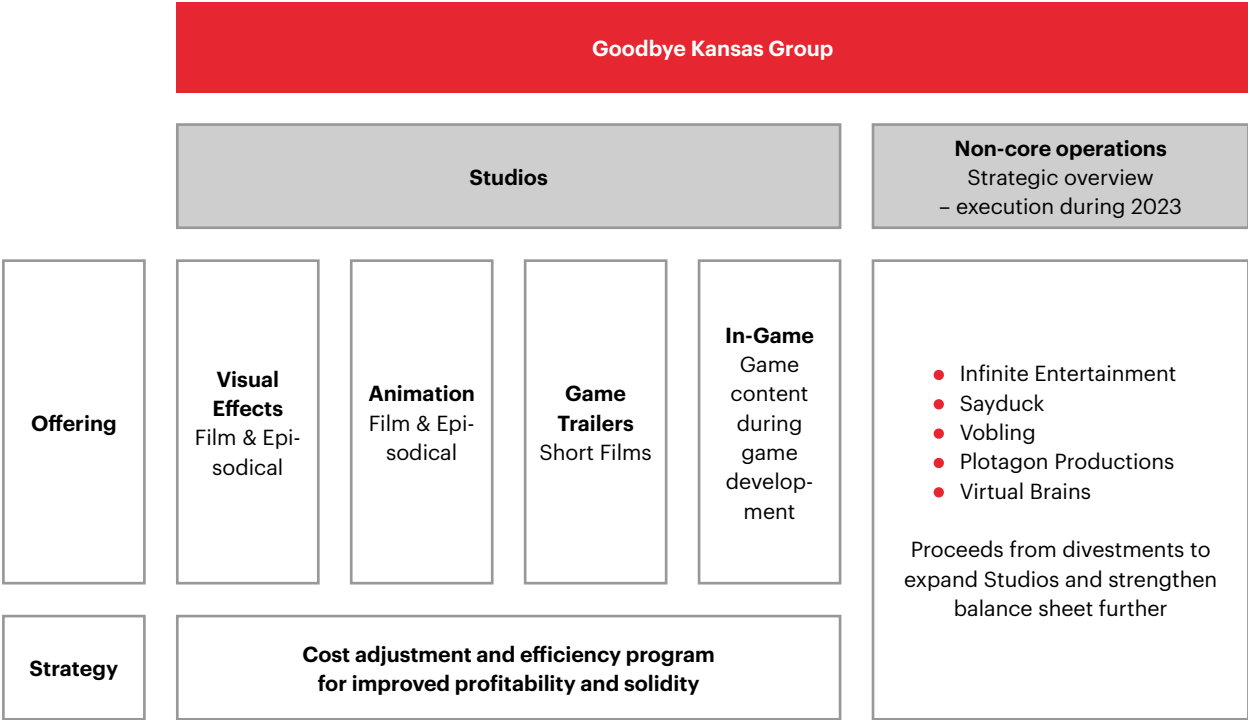 Goodbye Kansas Group
Studios
Non-core operations
Strategic overview
– execution during 2023
Offering
Visual
Effects
Film & Epi-
sodical
Animation
Film & Epi-
sodical
Game
Trailers
Short Films
In-Game
Game
content
during
game
develop-
ment
● Infinite Entertainment
● Sayduck
● Vobling
● Plotagon Productions
● Virtual Brains
Proceeds from divestments to
expand Studios and strengthen
balance sheet further
Strategy
Cost adjustment and efficiency program
for improved profitability and solidity